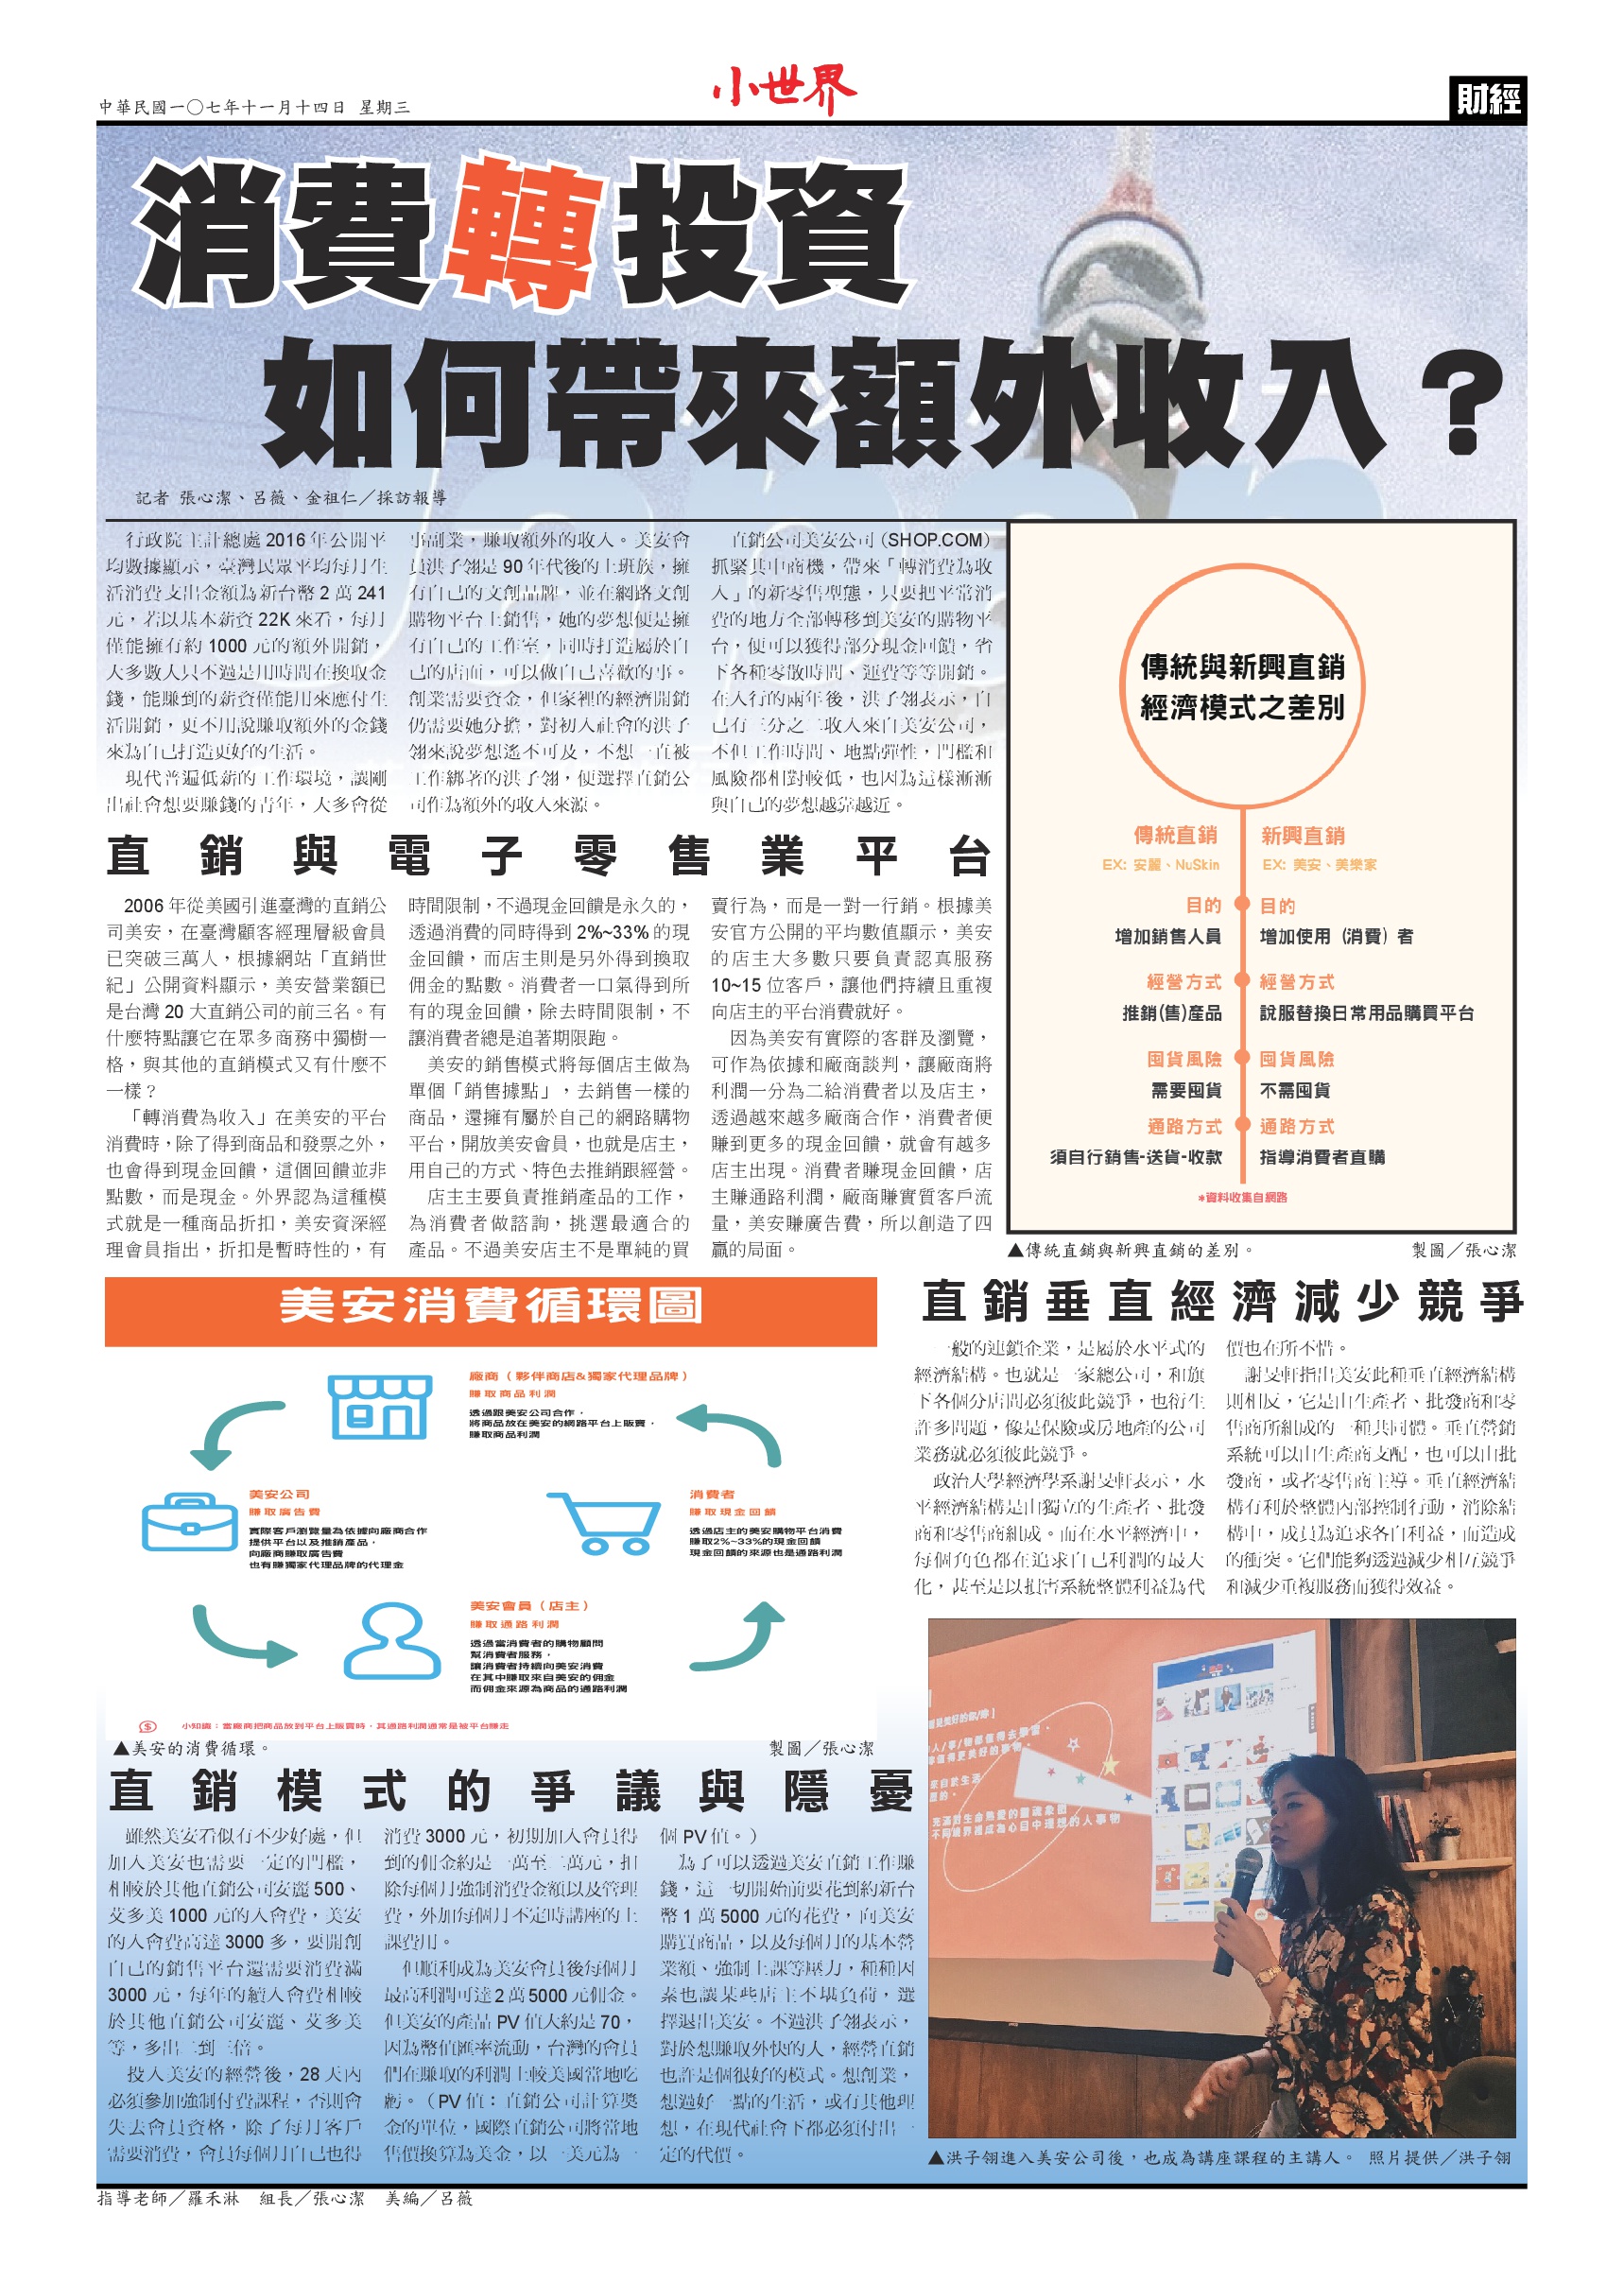 中華民國一〇七年十一月十四日 星期三
小世界
財經
消費轉投資
如何帶來額外收入？
記者 張心潔、呂薇、金祖仁／採訪報導
行政院主計總處 2016 年公開平
均數據顯示，臺灣民眾平均每月生
活消費支出金額為新台幣 2 萬 241
元，若以基本薪資 22K 來看，每月
僅能擁有約 1000 元的額外開銷，
大多數人只不過是用時間在換取金
錢，能賺到的薪資僅能用來應付生
活開銷，更不用說賺取額外的金錢
來為自己打造更好的生活。
現代普遍低薪的工作環境，讓剛
出社會想要賺錢的青年，大多會從
事副業，賺取額外的收入。美安會
員洪子翎是 90 年代後的上班族，擁
有自己的文創品牌，並在網路文創
購物平台上銷售，她的夢想便是擁
有自己的工作室，同時打造屬於自
己的店面，可以做自己喜歡的事。
創業需要資金，但家裡的經濟開銷
仍需要她分擔，對初入社會的洪子
翎來說夢想遙不可及，不想一直被
工作綁著的洪子翎，便選擇直銷公
司作為額外的收入來源。
直銷公司美安公司（SHOP.COM）
抓緊其中商機，帶來「轉消費為收
入」的新零售型態，只要把平常消
費的地方全部轉移到美安的購物平
台，便可以獲得部分現金回饋，省
下各種零散時間、運費等等開銷。
在入行的兩年後，洪子翎表示，自
己有三分之二收入來自美安公司，
不但工作時間、地點彈性，門檻和
風險都相對較低，也因為這樣漸漸
與自己的夢想越靠越近。
傳統與新興直銷
經濟模式之差別
傳統直銷 新興直銷
EX: 安麗、NuSkin EX: 美安、美樂家
目的 目的
增加銷售人員 增加使用（消費）者
經營方式 經營方式
推銷(售)產品 說服替換日常用品購買平台
囤貨風險 囤貨風險
需要囤貨 不需囤貨
通路方式 通路方式
須自行銷售-送貨-收款 指導消費者直購
*資料收集自網路
▲傳統直銷與新興直銷的差別。 製圖／張心潔
直銷與電子零售業平台
2006 年從美國引進臺灣的直銷公
司美安，在臺灣顧客經理層級會員
已突破三萬人，根據網站「直銷世
紀」公開資料顯示，美安營業額已
是台灣 20 大直銷公司的前三名。有
什麼特點讓它在眾多商務中獨樹一
格，與其他的直銷模式又有什麼不
一樣？
「轉消費為收入」在美安的平台
消費時，除了得到商品和發票之外，
也會得到現金回饋，這個回饋並非
點數，而是現金。外界認為這種模
式就是一種商品折扣，美安資深經
理會員指出，折扣是暫時性的，有
時間限制，不過現金回饋是永久的，
透過消費的同時得到 2%~33% 的現
金回饋，而店主則是另外得到換取
佣金的點數。消費者一口氣得到所
有的現金回饋，除去時間限制，不
讓消費者總是追著期限跑。
美安的銷售模式將每個店主做為
單個「銷售據點」，去銷售一樣的
商品，還擁有屬於自己的網路購物
平台，開放美安會員，也就是店主，
用自己的方式、特色去推銷跟經營。
店主主要負責推銷產品的工作，
為消費者做諮詢，挑選最適合的
產品。不過美安店主不是單純的買
賣行為，而是一對一行銷。根據美
安官方公開的平均數值顯示，美安
的店主大多數只要負責認真服務
10~15 位客戶，讓他們持續且重複
向店主的平台消費就好。
因為美安有實際的客群及瀏覽，
可作為依據和廠商談判，讓廠商將
利潤一分為二給消費者以及店主，
透過越來越多廠商合作，消費者便
賺到更多的現金回饋，就會有越多
店主出現。消費者賺現金回饋，店
主賺通路利潤，廠商賺實質客戶流
量，美安賺廣告費，所以創造了四
贏的局面。
美安消費循環圖
廠商（夥伴商店&獨家代理品牌）
賺取商品利潤
透過跟美安公司合作，
將商品放在美安的網路平台上販賣，
賺取商品利潤
美安公司
賺取廣告費
實際客戶瀏覽量為依據向廠商合作
提供平台以及推銷產品，
向廠商賺取廣告費
也有賺獨家代理品牌的代理金
消費者
賺取現金回饋
透過店主的美安購物平台消費
賺取2%~33%的現金回饋
現金回饋的來源也是通路利潤
美安會員（店主）
賺取通路利潤
透過當消費者的購物顧問
幫消費者服務，
讓消費者持續向美安消費
在其中賺取來自美安的佣金
而佣金來源為商品的通路利潤
小知識：當廠商把商品放到平台上販賣時，其通路利潤通常是被平台賺走
▲美安的消費循環。 製圖／張心潔
直銷垂直經濟減少競爭
一般的連鎖企業，是屬於水平式的
經濟結構。也就是一家總公司，和旗
下各個分店間必須彼此競爭，也衍生
許多問題，像是保險或房地產的公司
業務就必須彼此競爭。
政治大學經濟學系謝旻軒表示，水
平經濟結構是由獨立的生產者、批發
商和零售商組成。而在水平經濟中，
每個角色都在追求自己利潤的最大
化，甚至是以損害系統整體利益為代
價也在所不惜。
謝旻軒指出美安此種垂直經濟結構
則相反，它是由生產者、批發商和零
售商所組成的一種共同體。垂直營銷
系統可以由生產商支配，也可以由批
發商，或者零售商主導。垂直經濟結
構有利於整體內部控制行動，消除結
構中，成員為追求各自利益，而造成
的衝突。它們能夠透過減少相互競爭
和減少重複服務而獲得效益。
直銷模式的爭議與隱憂
雖然美安看似有不少好處，但
加入美安也需要一定的門檻，
相較於其他直銷公司安麗 500、
艾多美 1000 元的入會費，美安
的入會費高達 3000 多，要開創
自己的銷售平台還需要消費滿
3000 元，每年的續入會費相較
於其他直銷公司安麗、艾多美
等，多出二到三倍。
投入美安的經營後，28 天內
必須參加強制付費課程，否則會
失去會員資格，除了每月客戶
需要消費，會員每個月自己也得
消費 3000 元，初期加入會員得
到的佣金約是一萬至二萬元，扣
除每個月強制消費金額以及管理
費，外加每個月不定時講座的上
課費用。
但順利成為美安會員後每個月
最高利潤可達 2 萬 5000 元佣金。
但美安的產品 PV 值大約是 70，
因為幣值匯率流動，台灣的會員
們在賺取的利潤上較美國當地吃
虧。（PV 值：直銷公司計算獎
金的單位，國際直銷公司將當地
售價換算為美金，以一美元為一
個 PV 值。）
為了可以透過美安直銷工作賺
錢，這一切開始前要花到約新台
幣 1 萬 5000 元的花費，向美安
購買商品，以及每個月的基本營
業額、強制上課等壓力，種種因
素也讓某些店主不堪負荷，選
擇退出美安。不過洪子翎表示，
對於想賺取外快的人，經營直銷
也許是個很好的模式。想創業，
想過好一點的生活，或有其他理
想，在現代社會下都必須付出一
定的代價。
▲洪子翎進入美安公司後，也成為講座課程的主講人。 照片提供／洪子翎
指導老師／羅禾淋 組長／張心潔 美編／呂薇